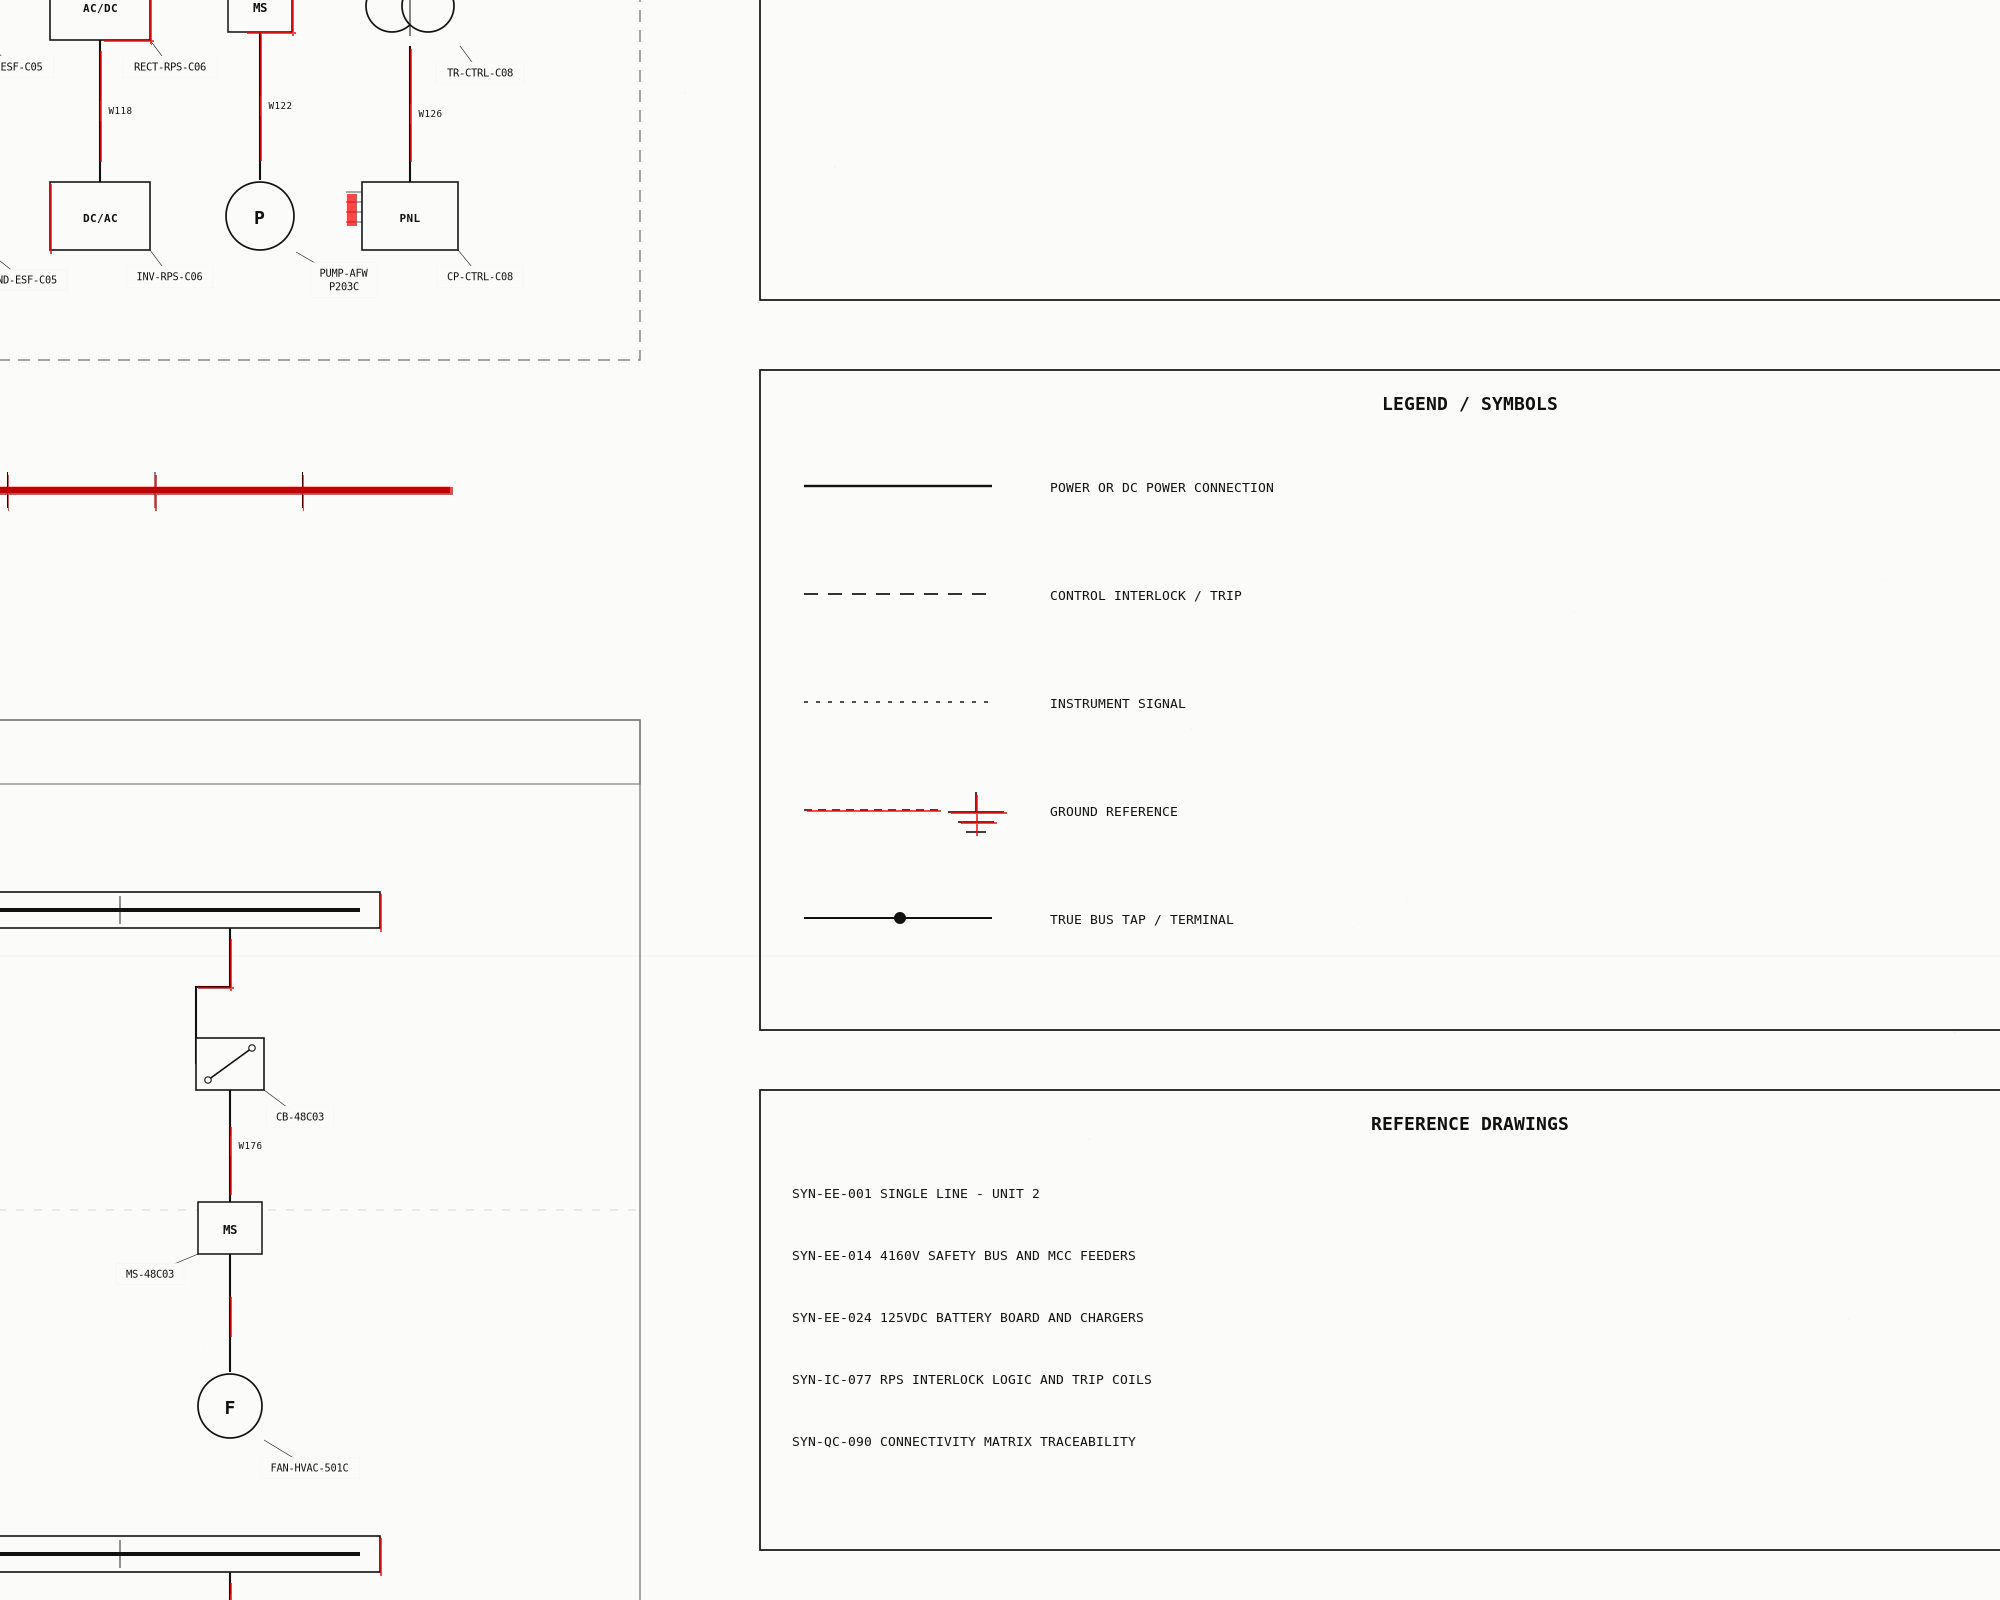 AC/DC
MS
ESF-C05
RECT-RPS-C06
TR-CTRL-C08
W118
W122
W126
DC/AC
P
PNL
ND-ESF-C05
INV-RPS-C06
PUMP-AFW
P203C
CP-CTRL-C08
LEGEND / SYMBOLS
POWER OR DC POWER CONNECTION
CONTROL INTERLOCK / TRIP
INSTRUMENT SIGNAL
GROUND REFERENCE
TRUE BUS TAP / TERMINAL
CB-48C03
W176
MS
MS-48C03
F
FAN-HVAC-501C
REFERENCE DRAWINGS
SYN-EE-001 SINGLE LINE - UNIT 2
SYN-EE-014 4160V SAFETY BUS AND MCC FEEDERS
SYN-EE-024 125VDC BATTERY BOARD AND CHARGERS
SYN-IC-077 RPS INTERLOCK LOGIC AND TRIP COILS
SYN-QC-090 CONNECTIVITY MATRIX TRACEABILITY